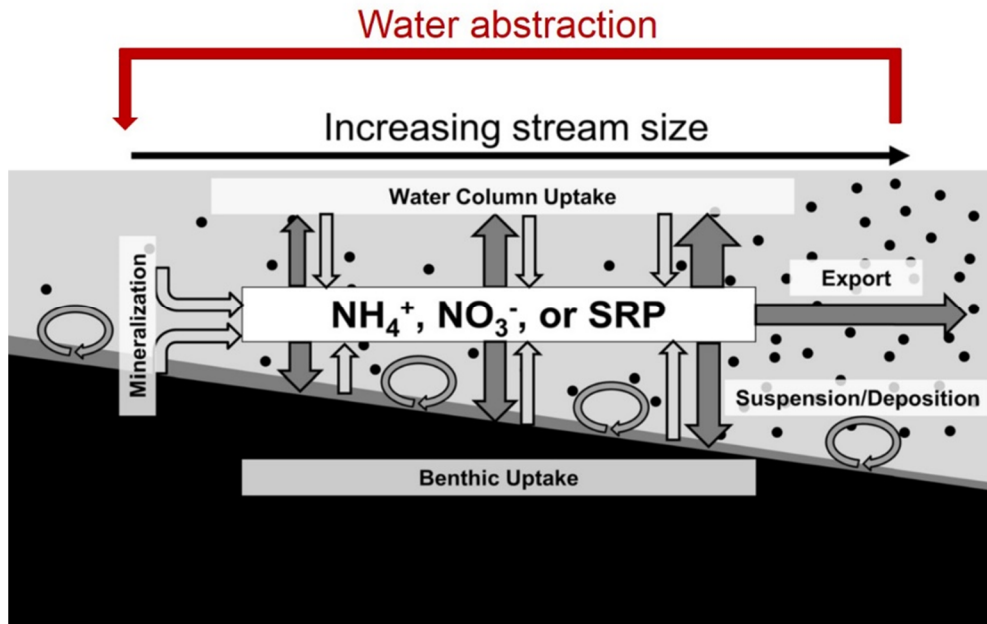 Water abstraction
Increasing stream size
Water Column Uptake
Mineralization
Export
NH₄⁺, NO₃⁻, or SRP
Suspension/Deposition
Benthic Uptake